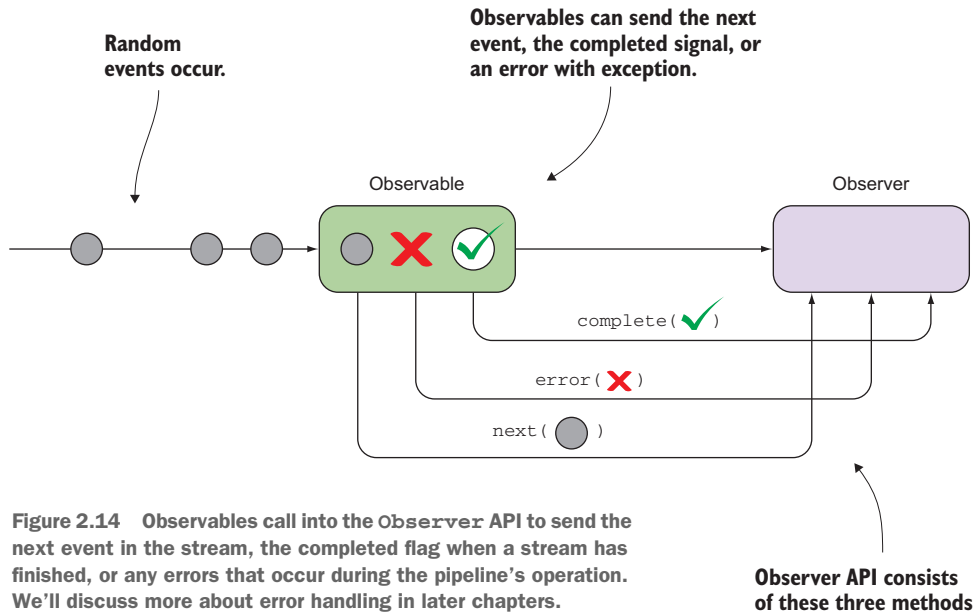 Observables can send the next
event, the completed signal, or
an error with exception.
Random
events occur.
Observable
Observer
complete( )
error( )
next( )
Figure 2.14 Observables call into the Observer API to send the
next event in the stream, the completed flag when a stream has
finished, or any errors that occur during the pipeline's operation.
We'll discuss more about error handling in later chapters.
Observer API consists
of these three methods